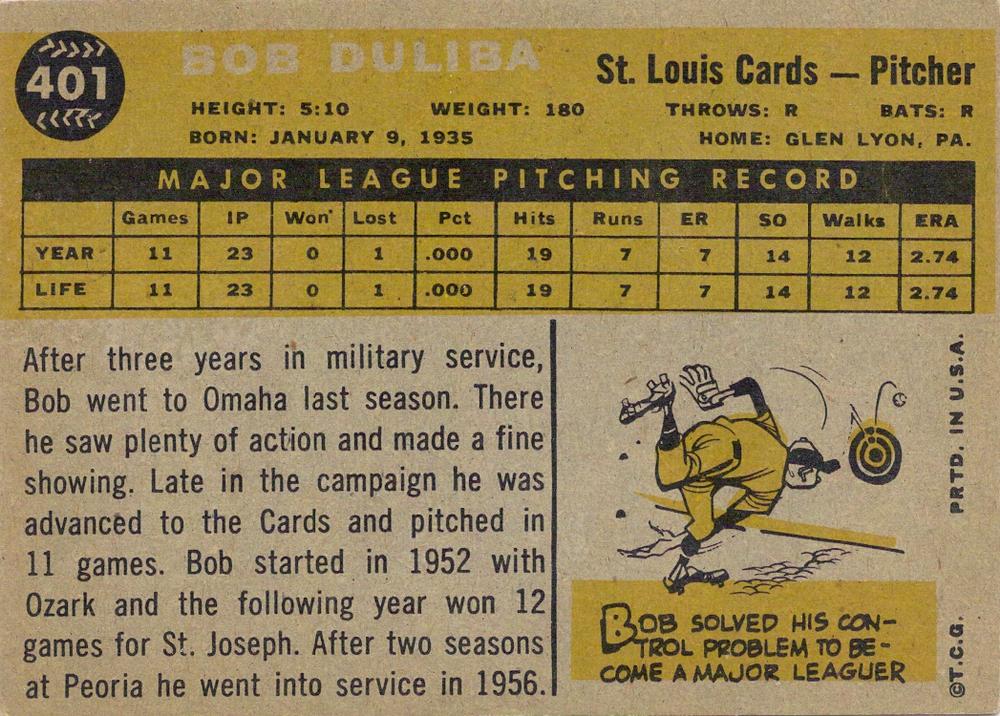 401
BOB DULIBA
St. Louis Cards — Pitcher
HEIGHT: 5:10 WEIGHT: 180 THROWS: R BATS: R
BORN: JANUARY 9, 1935 HOME: GLEN LYON, PA.
MAJOR LEAGUE PITCHING RECORD
Games IP Won Lost Pct Hits Runs ER SO Walks ERA
YEAR 11 23 0 1 .000 19 7 7 14 12 2.74
LIFE 11 23 0 1 .000 19 7 7 14 12 2.74
After three years in military service,
Bob went to Omaha last season. There
he saw plenty of action and made a fine
showing. Late in the campaign he was
advanced to the Cards and pitched in
11 games. Bob started in 1952 with
Ozark and the following year won 12
games for St. Joseph. After two seasons
at Peoria he went into service in 1956.
BOB SOLVED HIS CON-
TROL PROBLEM TO BE-
COME A MAJOR LEAGUER
©T.C.G. PRTD. IN U.S.A.